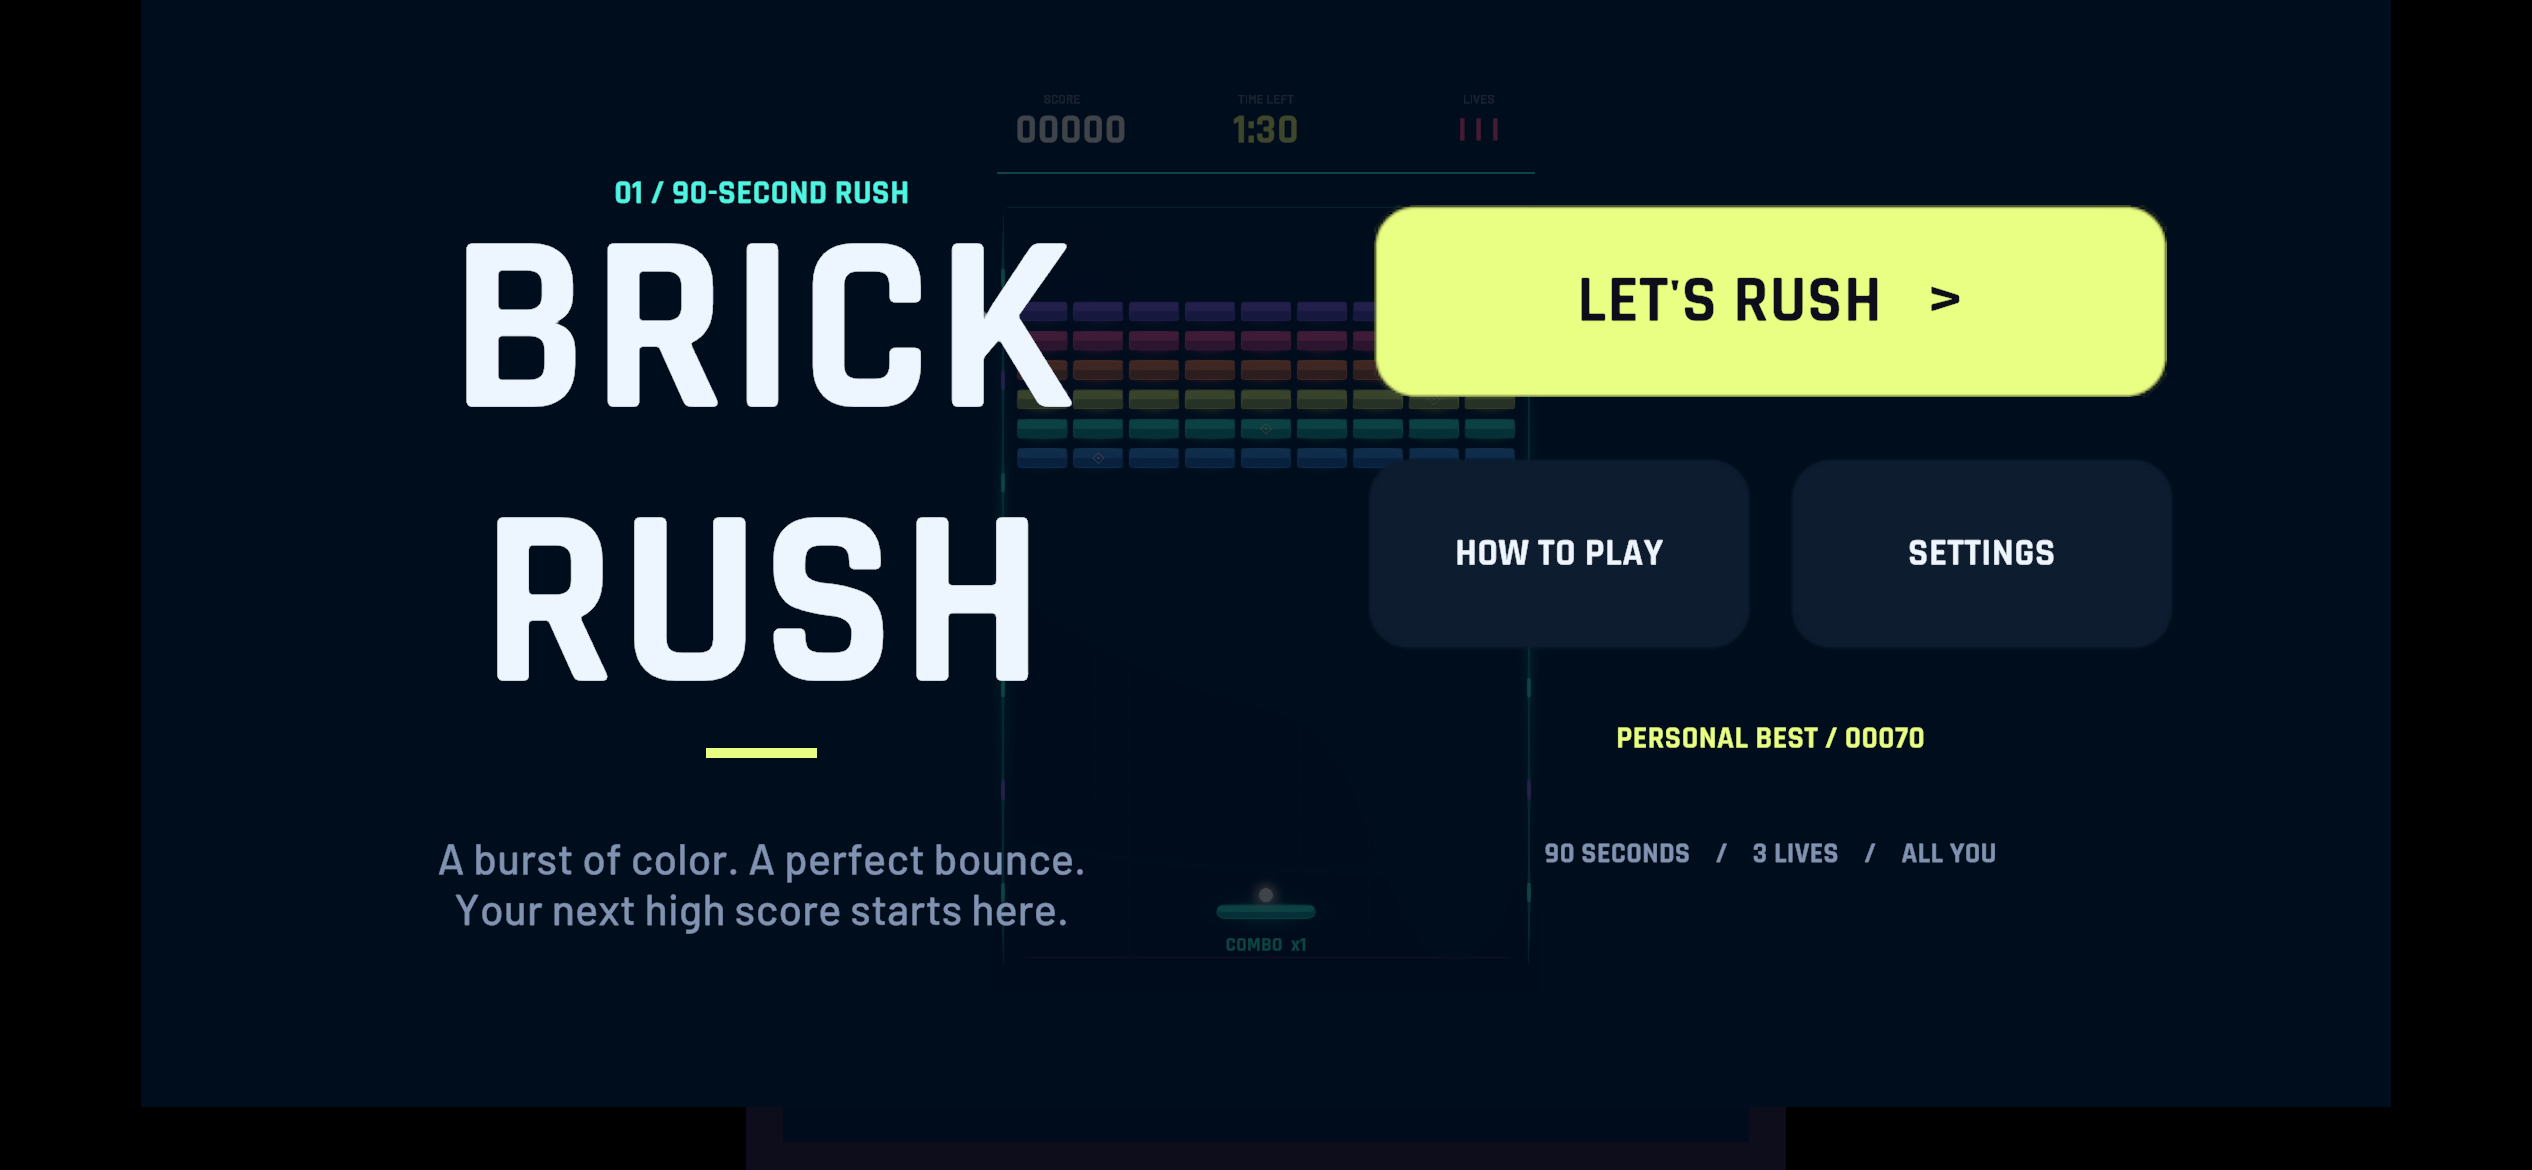 SCORE
00000
TIME LEFT
1:30
LIVES
01 / 90-SECOND RUSH
BRICK
RUSH
A burst of color. A perfect bounce.
Your next high score starts here.
LET'S RUSH >
HOW TO PLAY
SETTINGS
PERSONAL BEST / 00070
90 SECONDS / 3 LIVES / ALL YOU
COMBO x1